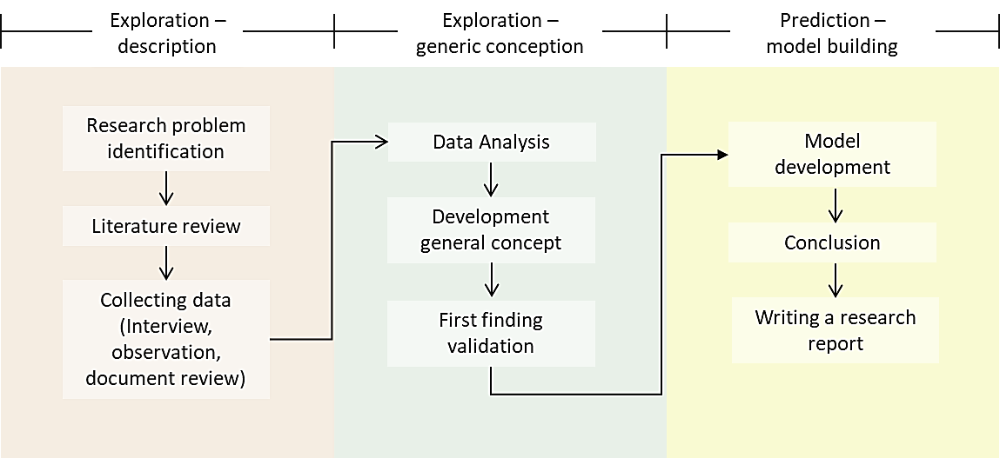 Exploration –
description
Exploration –
generic conception
Prediction –
model building
Research problem
identification
Literature review
Collecting data
(Interview,
observation,
document review)
Data Analysis
Development
general concept
First finding
validation
Model
development
Conclusion
Writing a research
report